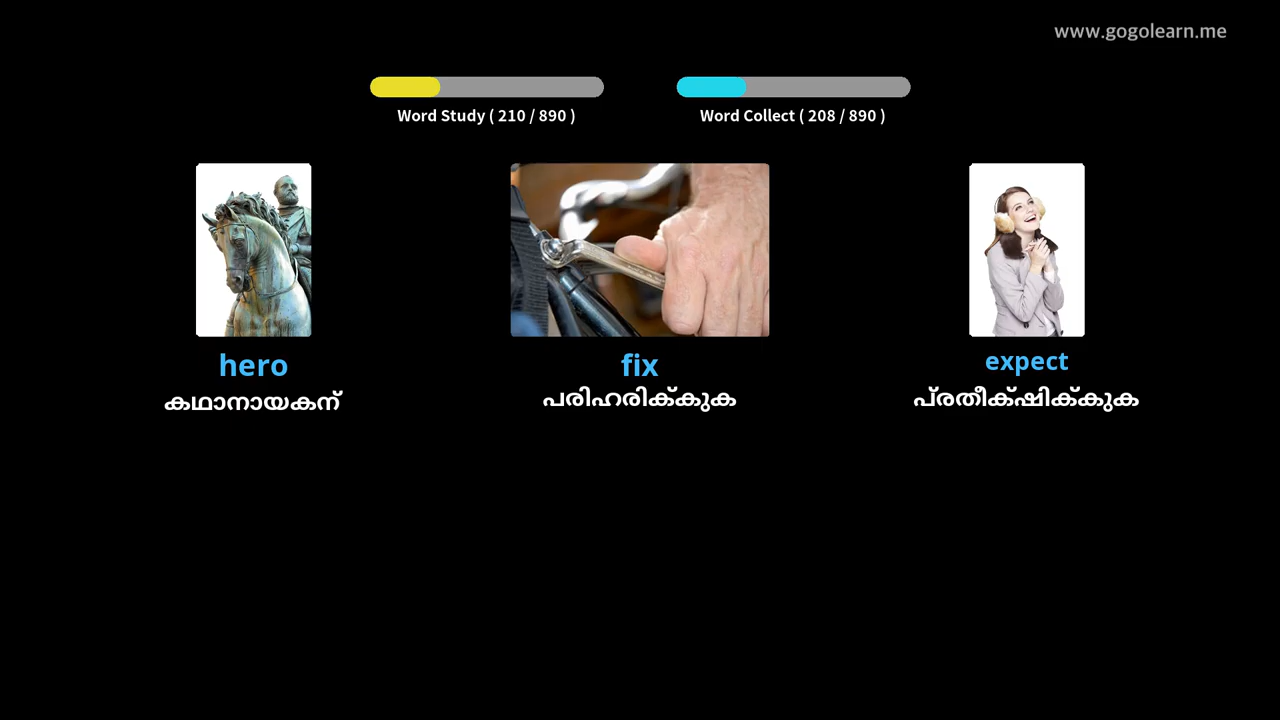 www.gogolearn.me
Word Study ( 210 / 890 )
Word Collect ( 208 / 890 )
hero
fix
expect
കഥാനായകന്
പരിഹരിക്കുക
പ്രതീക്ഷിക്കുക